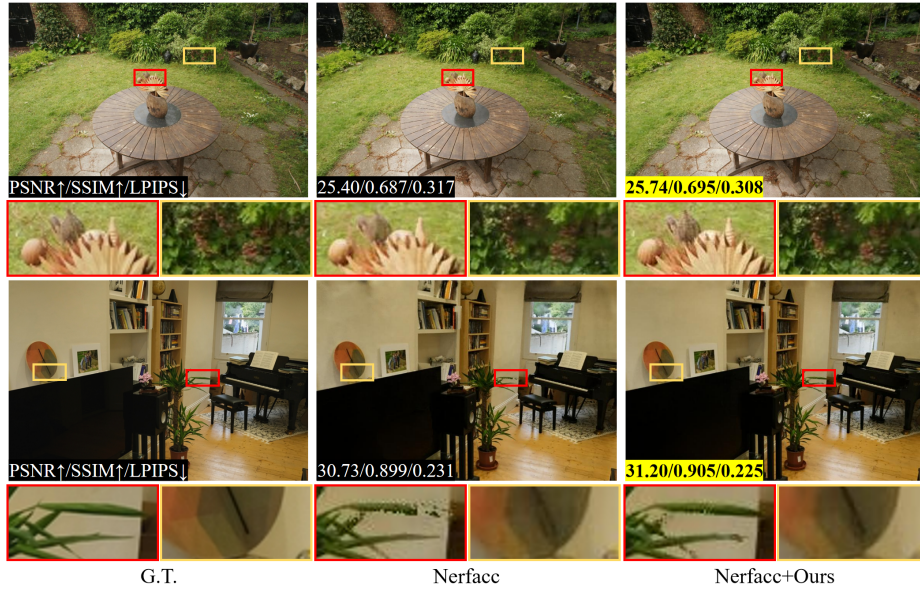 PSNR↑/SSIM↑/LPIPS↓
25.40/0.687/0.317
25.74/0.695/0.308
PSNR↑/SSIM↑/LPIPS↓
30.73/0.899/0.231
31.20/0.905/0.225
G.T.
Nerfacc
Nerfacc+Ours